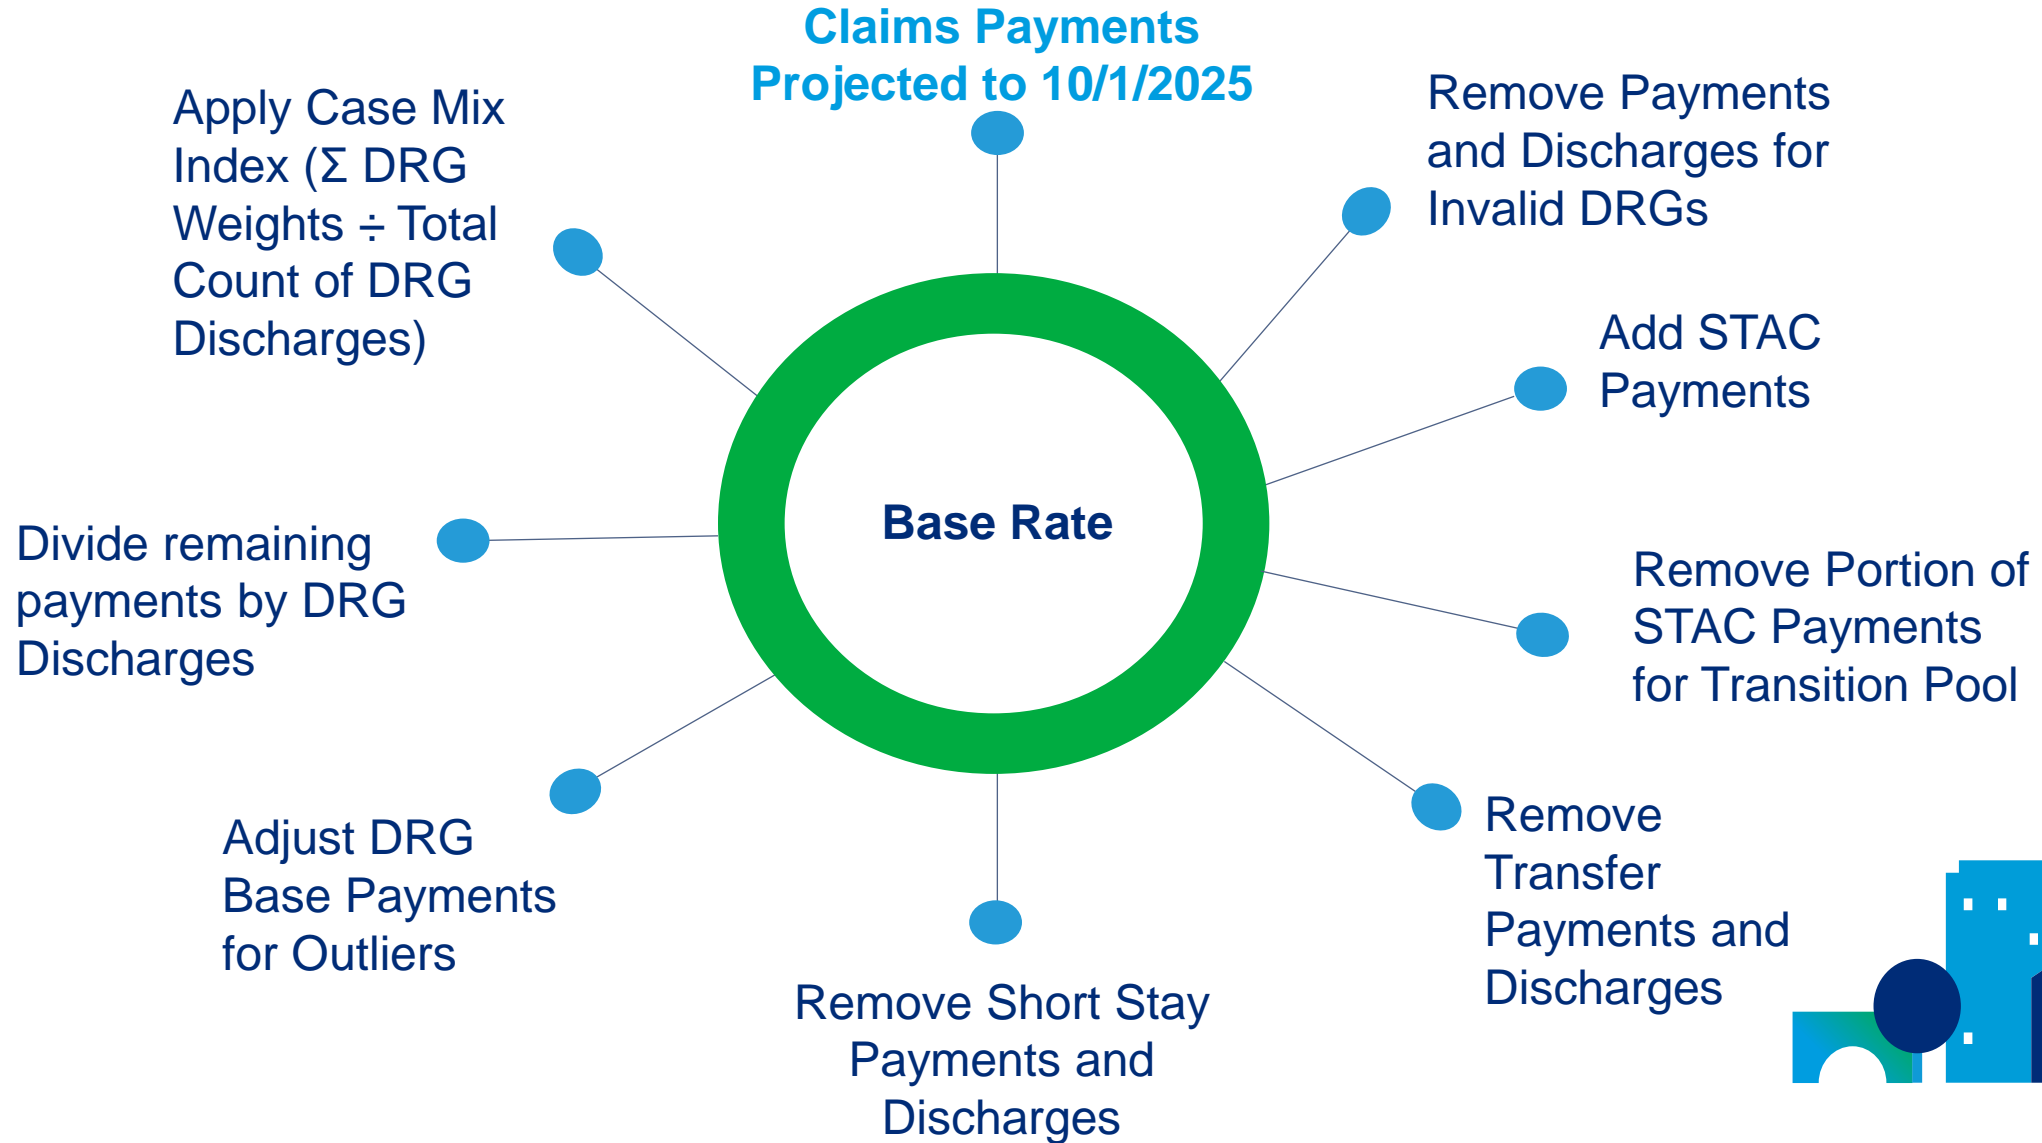 Claims Payments
Projected to 10/1/2025
Remove Payments
and Discharges for
Invalid DRGs
Add STAC
Payments
Remove Portion of
STAC Payments
for Transition Pool
Remove
Transfer
Payments and
Discharges
Remove Short Stay
Payments and
Discharges
Adjust DRG
Base Payments
for Outliers
Divide remaining
payments by DRG
Discharges
Apply Case Mix
Index (Σ DRG
Weights ÷ Total
Count of DRG
Discharges)
Base Rate